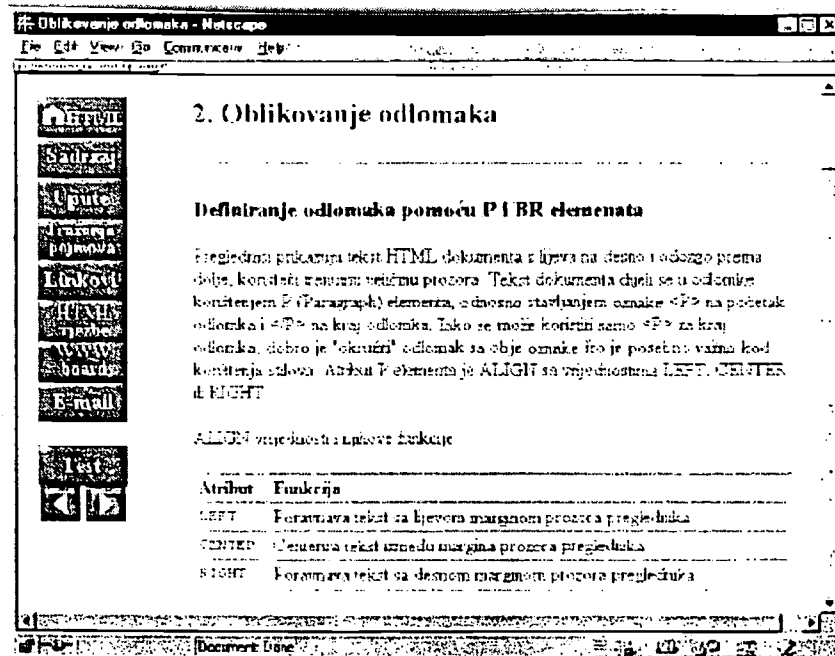 Oblikovanje odlomaka - Netscape
File Edit View Go Communicator Help
HTML
Sadržaj
Upute
Traženje
pojmova
Linkovi
HTML
vježbe
WWW
boards
E-mail
Test
2. Oblikovanje odlomaka
Definiranje odlomaka pomoću P i BR elemenata
Preglednici prikazuju tekst HTML dokumenta s lijeva na desno i odozgo prema
dolje, koristeći trenutnu veličinu prozora. Tekst dokumenta dijeli se u odlomke
korištenjem P (Paragraph) elementa, odnosno stavljanjem oznake <P> na početak
odlomka i </P> na kraj odlomka. Iako se može koristiti samo <P> za kraj
odlomka, dobro je "okružiti" odlomak sa obje oznake što je posebno važno kod
korištenja stilova. Atribut P elementa je ALIGN sa vrijednostima LEFT, CENTER
ili RIGHT
ALIGN vrijednosti i njihove funkcije
Atribut Funkcija
LEFT Poravnava tekst sa lijevom marginom prozora preglednika
CENTER Centrira tekst između margina prozora preglednika
RIGHT Poravnava tekst sa desnom marginom prozora preglednika
Document: Done